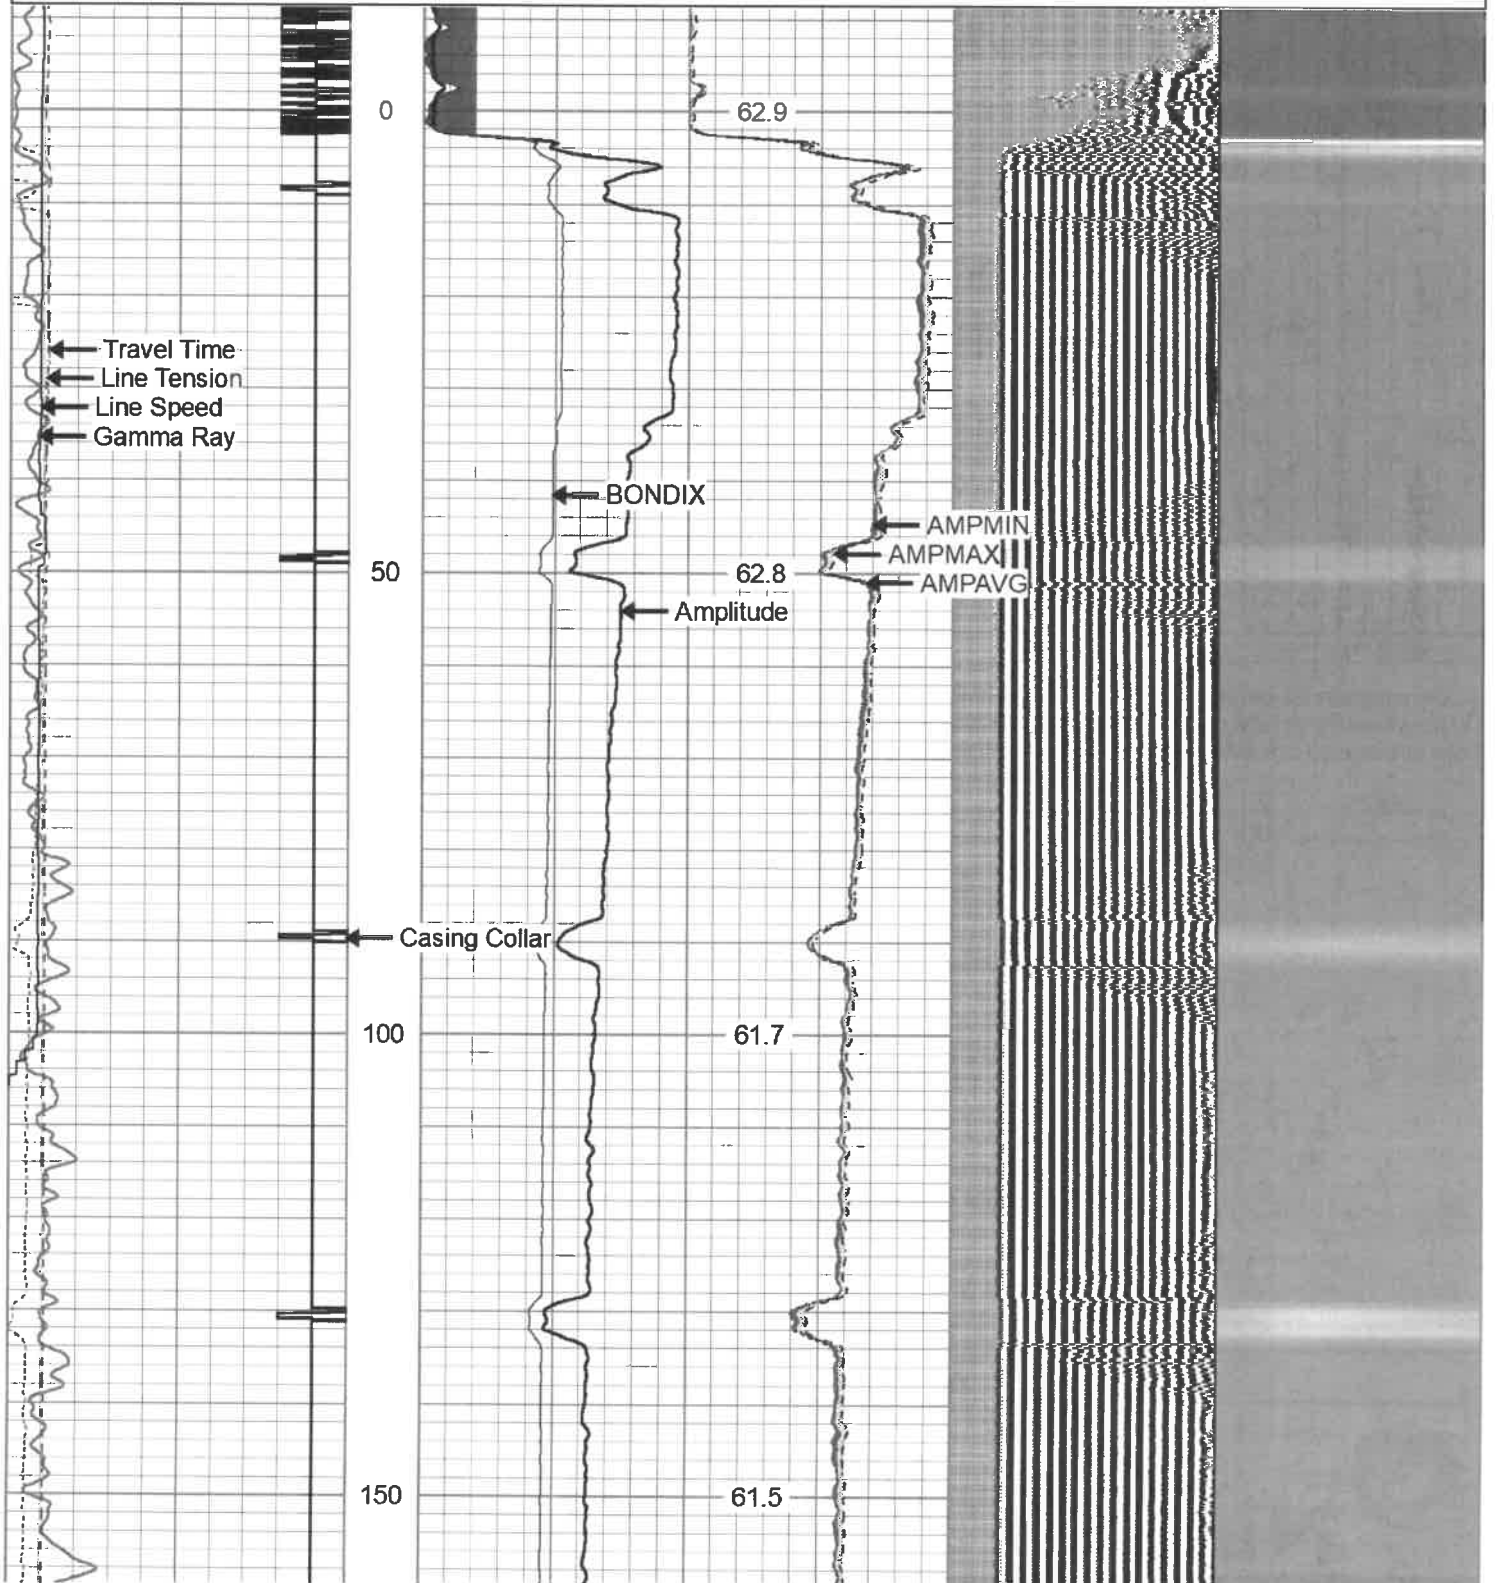 0
62.9
Travel Time
Line Tension
Line Speed
Gamma Ray
BONDIX
AMPMIN
AMPMAX
50
62.8
AMPAVG
Amplitude
Casing Collar
100
61.7
150
61.5